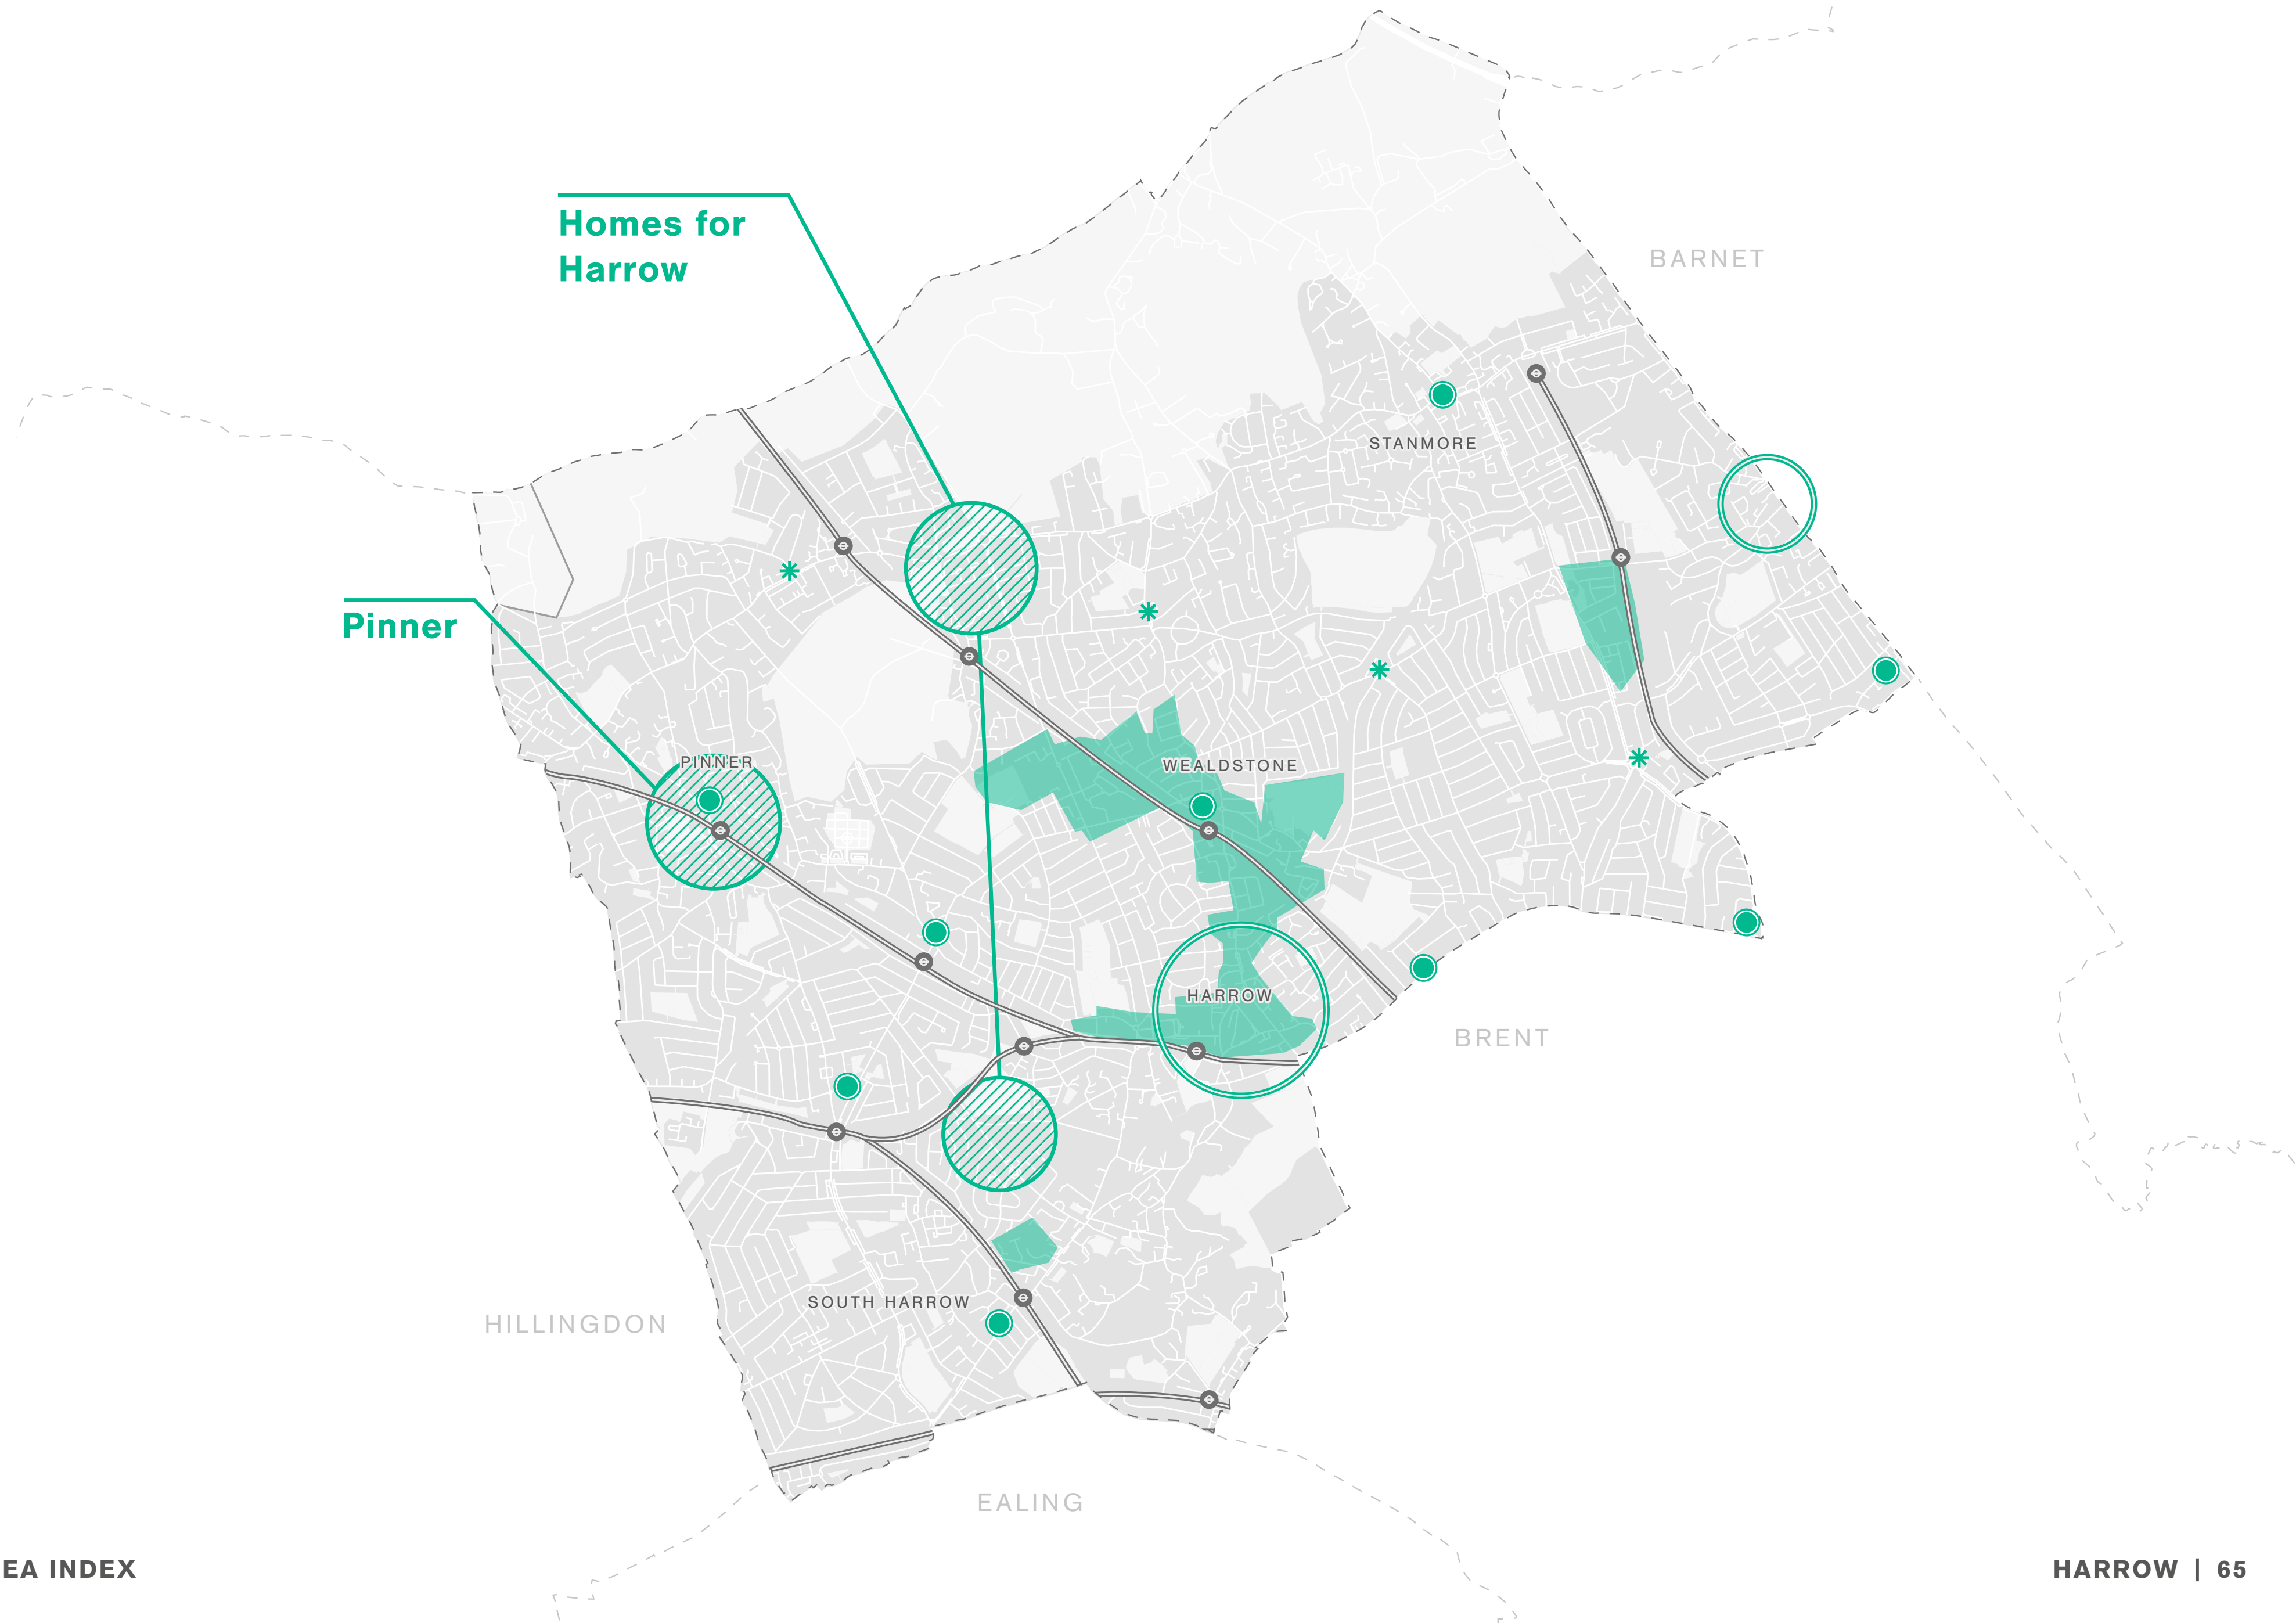 Homes for
Harrow
BARNET
STANMORE
Pinner
PINNER
WEALDSTONE
HARROW
BRENT
SOUTH HARROW
HILLINGDON
EALING
EA INDEX
HARROW | 65